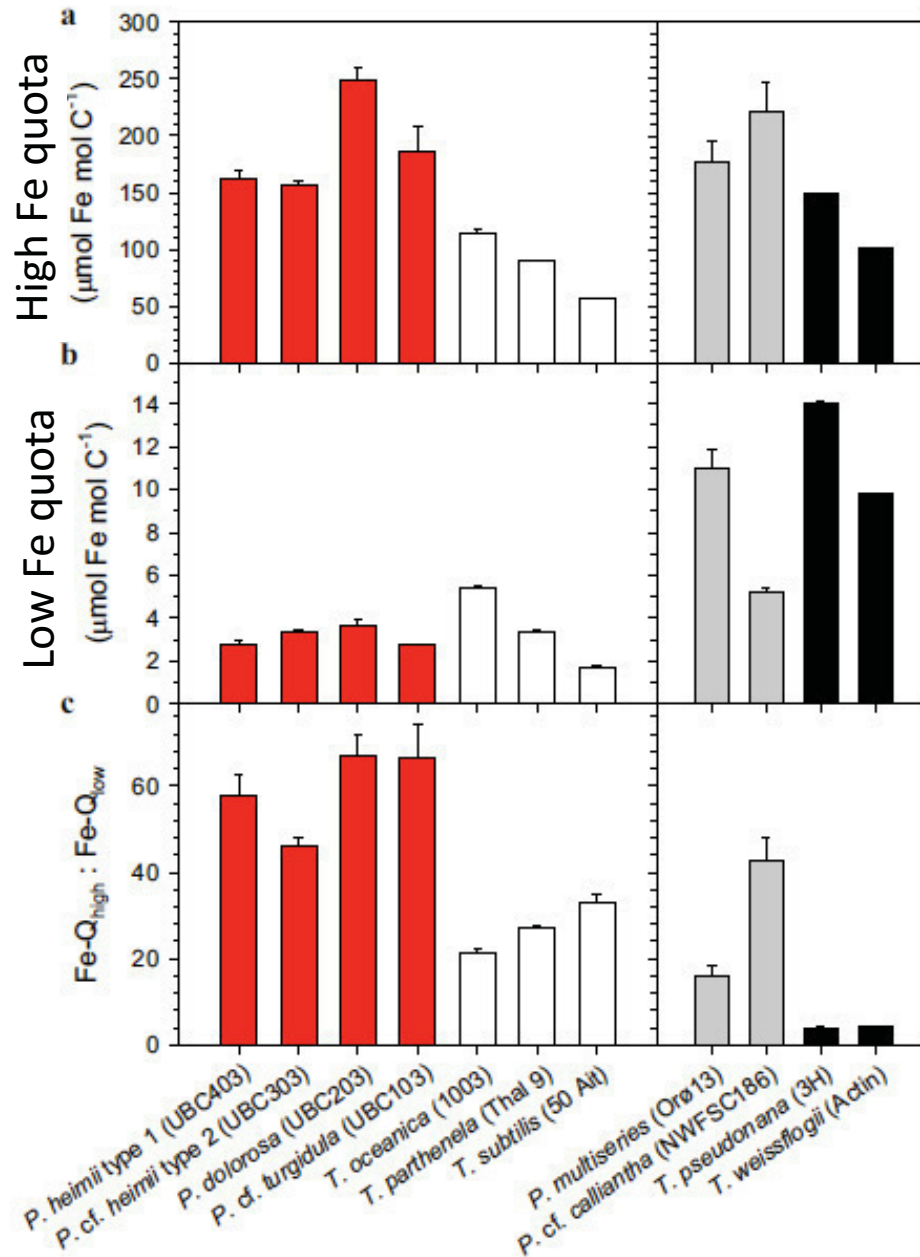 a
High Fe quota
(μmol Fe mol C⁻¹)
300
250
200
150
100
50
0
b
Low Fe quota
(μmol Fe mol C⁻¹)
14
12
10
8
6
4
2
0
c
Fe-Q_high : Fe-Q_low
60
40
20
0
P. heimii type 1 (UBC403)
P. cf. heimii type 2 (UBC303)
P. dolorosa (UBC203)
P. cf. turgidula (UBC103)
T. oceanica (1003)
T. parthenela (Thal 9)
T. subtilis (50 Alt)
P. multiseries (Orø13)
P. cf. calliantha (NWFSC186)
T. pseudonana (3H)
T. weissflogii (Actin)